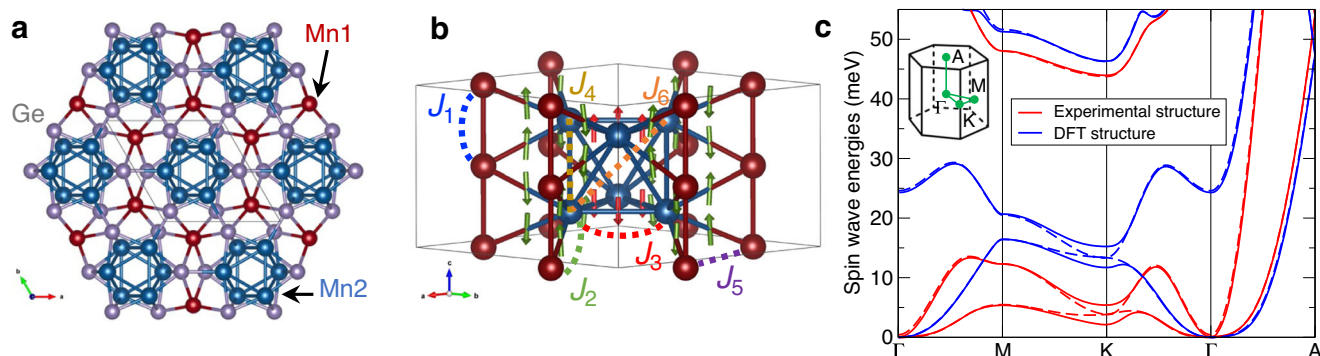 a
Mn1
Ge
Mn2
b
a
b
J1
J4
J6
J3
J2
J5
c
a
b
c
Spin wave energies (meV)
50
40
30
20
10
0
A
M
Γ
K
Experimental structure
DFT structure
Γ M K Γ A